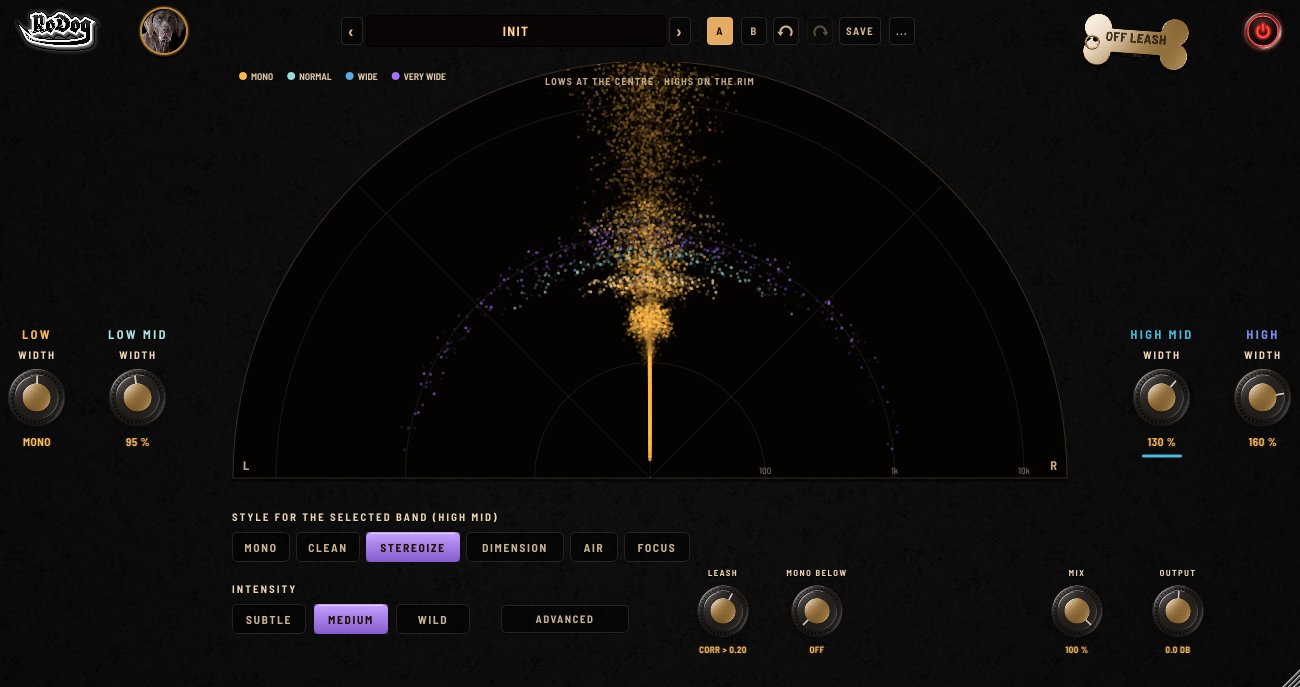 RoDog
‹ INIT › A B SAVE ...
OFF LEASH
MONO NORMAL WIDE VERY WIDE
LOWS AT THE CENTRE · HIGHS ON THE RIM
LOW
WIDTH
MONO
LOW MID
WIDTH
95 %
HIGH MID
WIDTH
130 %
HIGH
WIDTH
160 %
L 100 1k 10k R
STYLE FOR THE SELECTED BAND (HIGH MID)
MONO CLEAN STEREOIZE DIMENSION AIR FOCUS
INTENSITY
SUBTLE MEDIUM WILD ADVANCED
LEASH
CORR > 0.20
MONO BELOW
OFF
MIX
100 %
OUTPUT
0.0 DB